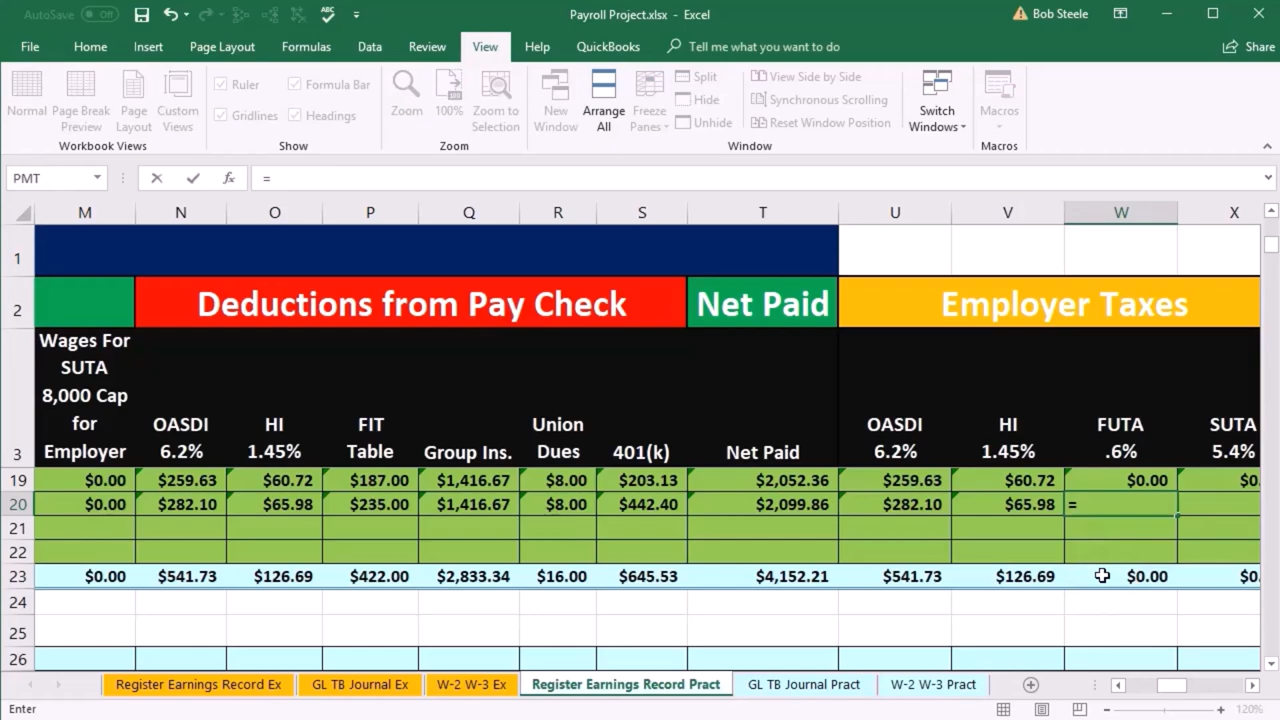 AutoSave Off
ABC
Payroll Project.xlsx - Excel
Bob Steele
File Home Insert Page Layout Formulas Data Review View Help QuickBooks Tell me what you want to do Share
Normal Page Break Preview Page Layout Custom Views
Workbook Views
Ruler Formula Bar
Gridlines Headings
Show
Zoom 100% Zoom to Selection
Zoom
New Window Arrange All Freeze Panes
Split
Hide
Unhide
View Side by Side
Synchronous Scrolling
Reset Window Position
Switch Windows
Window
Macros
Macros
PMT fx =
M N O P Q R S T U V W X
1
2 Deductions from Pay Check Net Paid Employer Taxes
3
Wages For SUTA 8,000 Cap for Employer
OASDI 6.2%
HI 1.45%
FIT Table
Group Ins.
Union Dues
401(k)
Net Paid
OASDI 6.2%
HI 1.45%
FUTA .6%
SUTA 5.4%
19 $0.00 $259.63 $60.72 $187.00 $1,416.67 $8.00 $203.13 $2,052.36 $259.63 $60.72 $0.00 $0.
20 $0.00 $282.10 $65.98 $235.00 $1,416.67 $8.00 $442.40 $2,099.86 $282.10 $65.98 =
21
22
23 $0.00 $541.73 $126.69 $422.00 $2,833.34 $16.00 $645.53 $4,152.21 $541.73 $126.69 $0.00 $0.
24
25
26
Register Earnings Record Ex GL TB Journal Ex W-2 W-3 Ex Register Earnings Record Pract GL TB Journal Pract W-2 W-3 Pract
Enter
120%